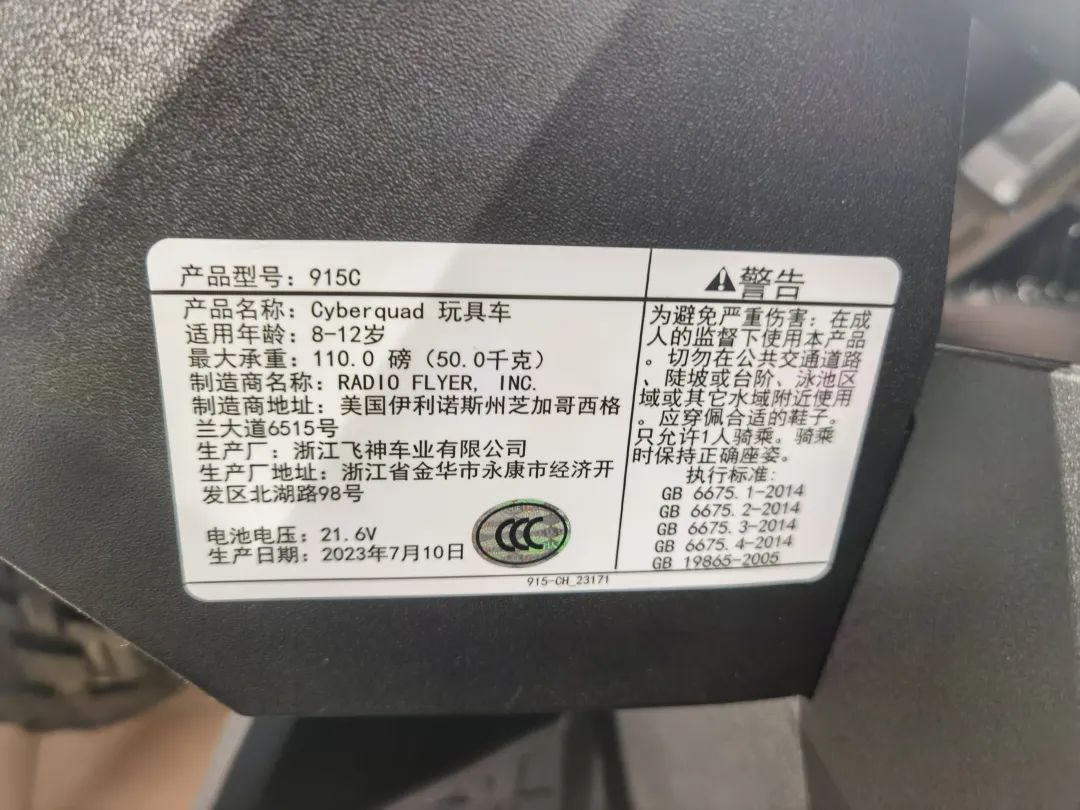 产品型号：915C
产品名称：Cyberquad 玩具车
适用年龄：8-12岁
最大承重：110.0 磅（50.0千克）
制造商名称：RADIO FLYER, INC.
制造商地址：美国伊利诺斯州芝加哥西格
兰大道6515号
生产厂：浙江飞神车业有限公司
生产厂地址：浙江省金华市永康市经济开
发区北湖路98号
电池电压：21.6V
生产日期：2023年7月10日
CCC
警告
为避免严重伤害：在成
人的监督下使用本产品
。切勿在公共交通道路
、陡坡或台阶、泳池区
域或其它水域附近使用
。应穿佩合适的鞋子。
只允许1人骑乘。骑乘
时保持正确座姿。
执行标准：
GB 6675.1-2014
GB 6675.2-2014
GB 6675.3-2014
GB 6675.4-2014
GB 19865-2005
915-CH_23171